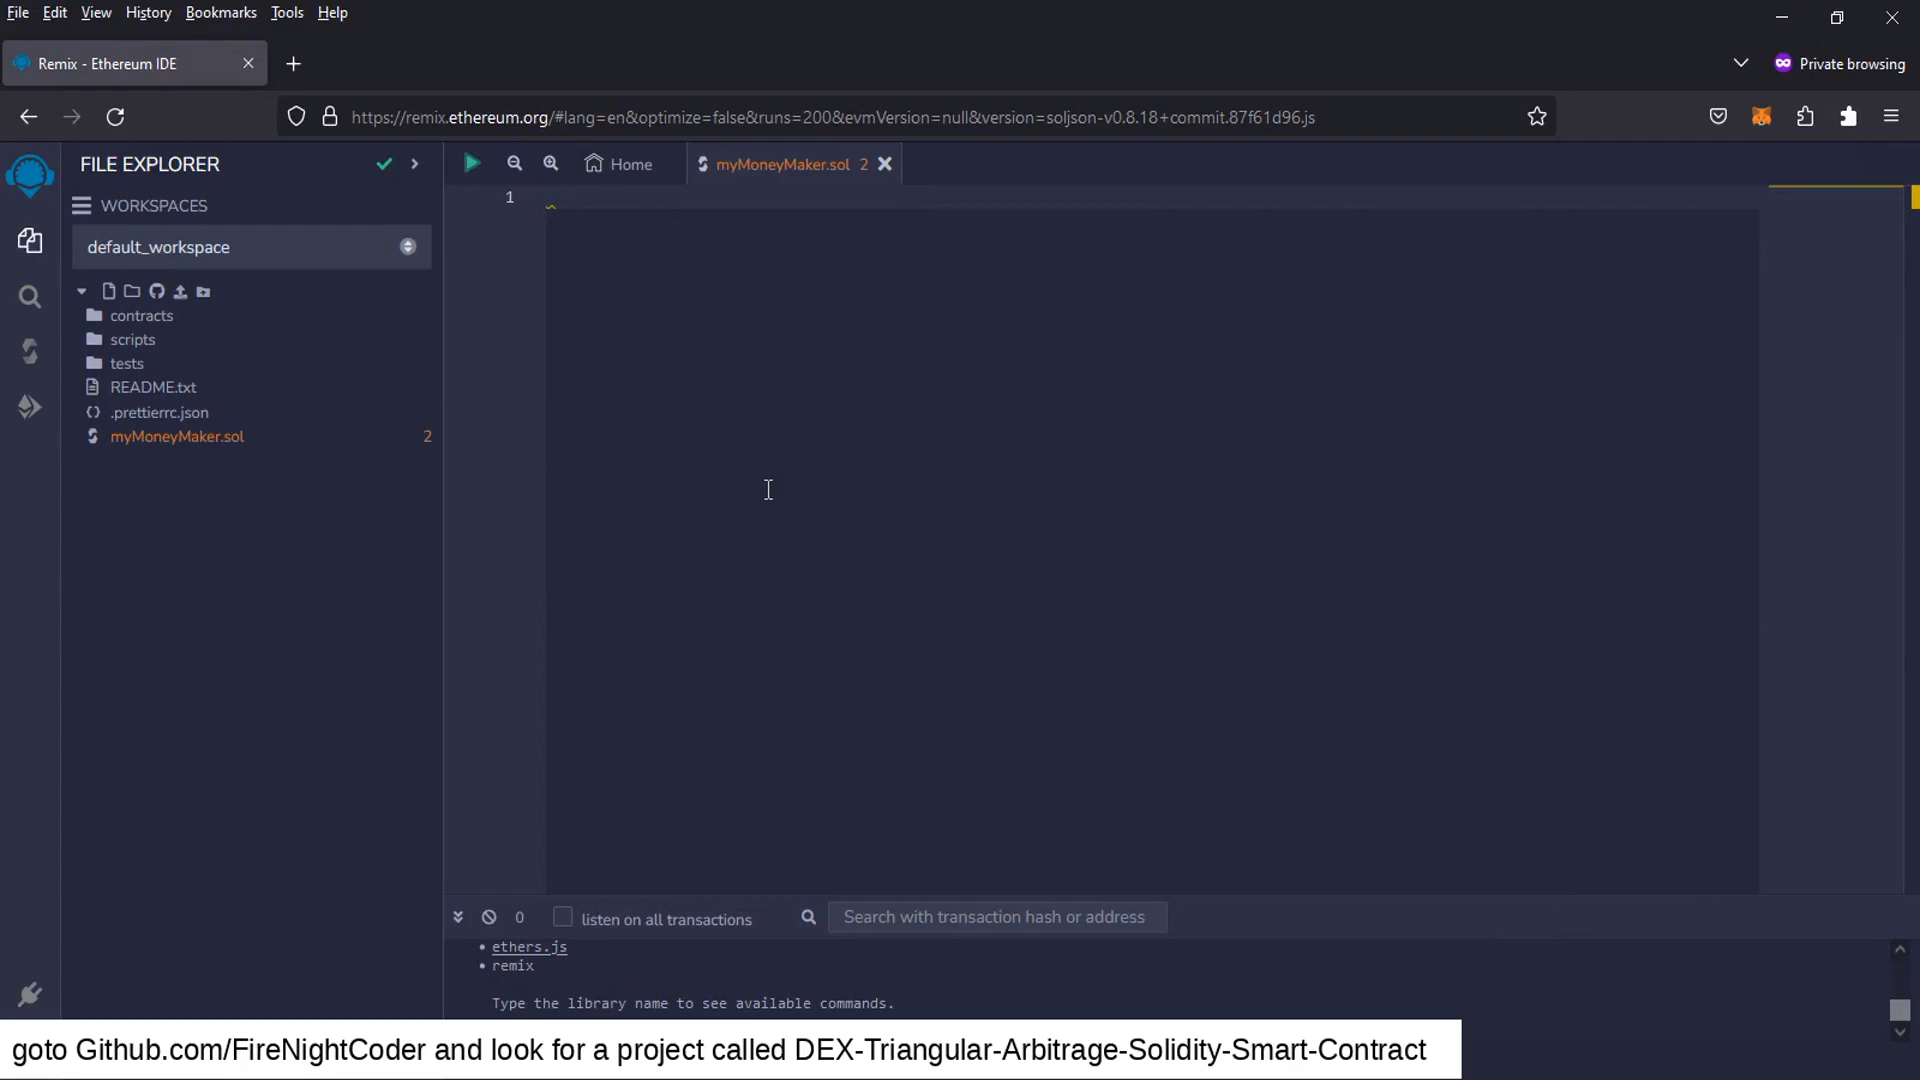 File Edit View History Bookmarks Tools Help
Remix - Ethereum IDE
Private browsing
https://remix.ethereum.org/#lang=en&optimize=false&runs=200&evmVersion=null&version=soljson-v0.8.18+commit.87f61d96.js
FILE EXPLORER
Home
myMoneyMaker.sol 2
WORKSPACES
default_workspace
1
contracts
scripts
tests
README.txt
.prettierrc.json
myMoneyMaker.sol 2
0
listen on all transactions
Search with transaction hash or address
• ethers.js
• remix
Type the library name to see available commands.
goto Github.com/FireNightCoder and look for a project called DEX-Triangular-Arbitrage-Solidity-Smart-Contract